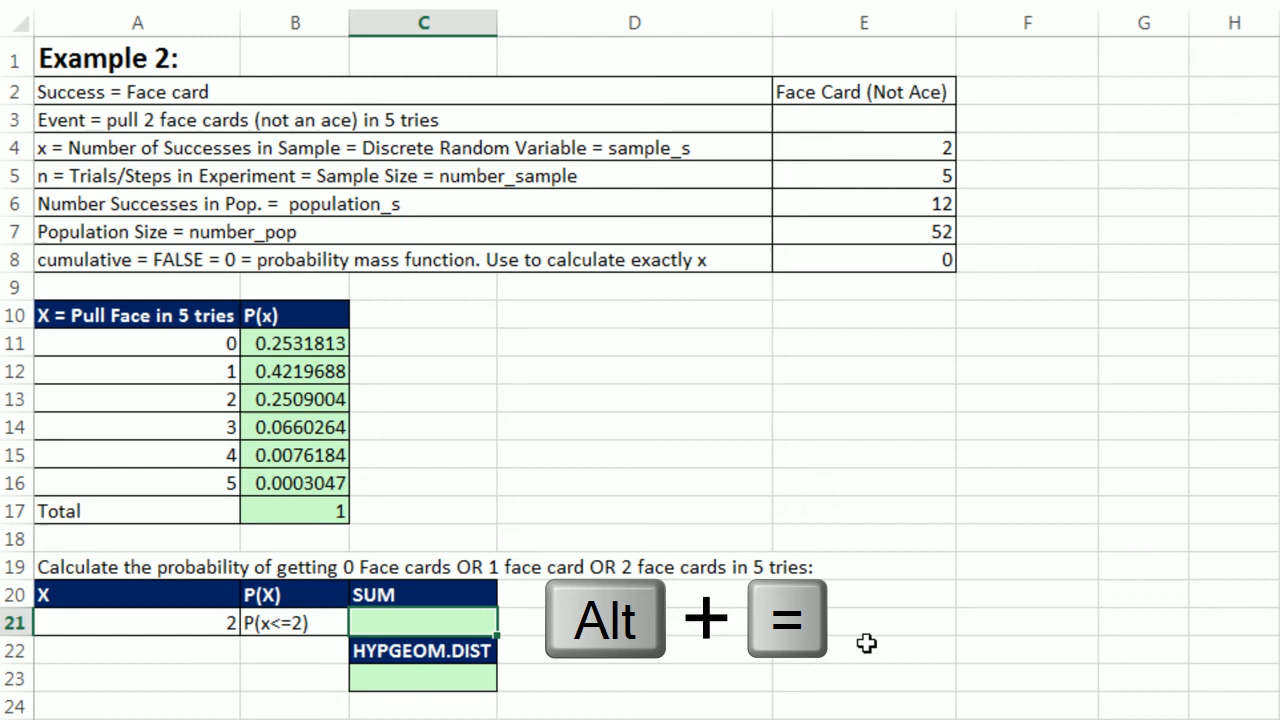 A B C D E F G H
1 Example 2:
2 Success = Face card Face Card (Not Ace)
3 Event = pull 2 face cards (not an ace) in 5 tries
4 x = Number of Successes in Sample = Discrete Random Variable = sample_s 2
5 n = Trials/Steps in Experiment = Sample Size = number_sample 5
6 Number Successes in Pop. =  population_s 12
7 Population Size = number_pop 52
8 cumulative = FALSE = 0 = probability mass function. Use to calculate exactly x 0
9
10 X = Pull Face in 5 tries P(x)
11 0 0.2531813
12 1 0.4219688
13 2 0.2509004
14 3 0.0660264
15 4 0.0076184
16 5 0.0003047
17 Total 1
18
19 Calculate the probability of getting 0 Face cards OR 1 face card OR 2 face cards in 5 tries:
20 X P(X) SUM
21 2 P(x<=2) Alt + =
22 HYPGEOM.DIST
23
24